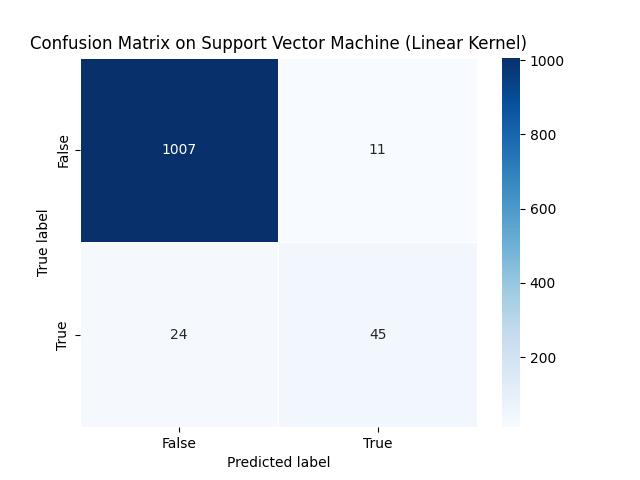 Confusion Matrix on Support Vector Machine (Linear Kernel)
True label
False
True
1007
11
24
45
False
True
Predicted label
1000
800
600
400
200